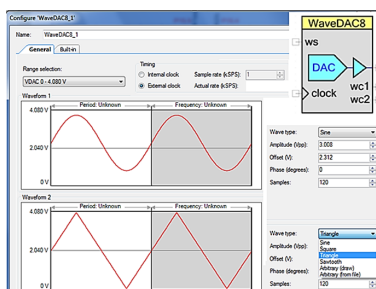 Configure 'WaveDAC8_1'
Name: WaveDAC8_1
General Built-in
Range selection:
VDAC 0 - 4.080 V
Timing
Internal clock Sample rate (kSPS): 1
External clock Actual rate (kSPS):
Waveform 1
Period: Unknown Frequency: Unknown
4.080 V
2.040 V
0 V
Wave type: Sine
Amplitude (Vpp): 3.008
Offset (V): 2.312
Phase (degrees): 0
Samples: 120
Waveform 2
Period: Unknown Frequency: Unknown
4.080 V
2.040 V
0 V
Wave type: Triangle
Sine
Square
Triangle
Sawtooth
Arbitrary (draw)
Arbitrary (from file)
Amplitude (Vpp):
Offset (V):
Phase (degrees):
Samples: 120
WaveDAC8
ws
DAC
clock
wc1
wc2